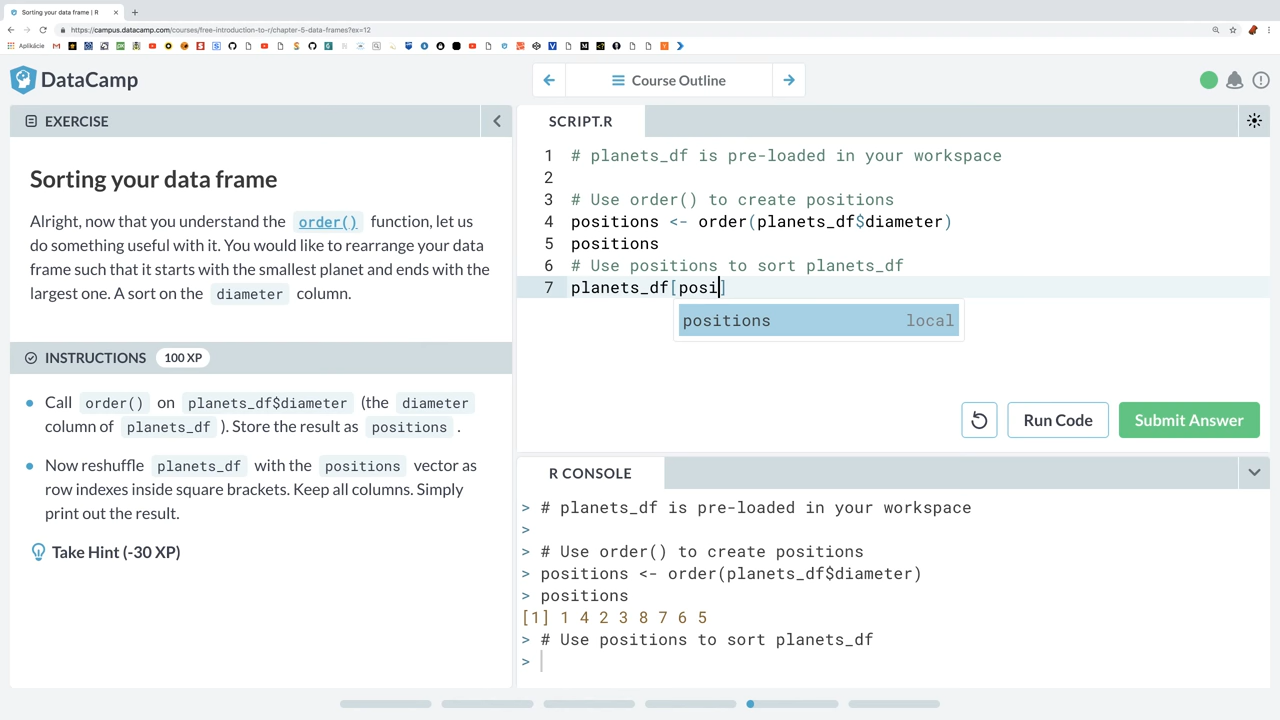 Sorting your data frame | R
https://campus.datacamp.com/courses/free-introduction-to-r/chapter-5-data-frames?ex=12
Aplikácie
DataCamp
Course Outline
EXERCISE
Sorting your data frame
Alright, now that you understand the order() function, let us
do something useful with it. You would like to rearrange your data
frame such that it starts with the smallest planet and ends with the
largest one. A sort on the diameter column.
INSTRUCTIONS 100 XP
Call order() on planets_df$diameter (the diameter
column of planets_df ). Store the result as positions .
Now reshuffle planets_df with the positions vector as
row indexes inside square brackets. Keep all columns. Simply
print out the result.
Take Hint (-30 XP)
SCRIPT.R
1 # planets_df is pre-loaded in your workspace
2
3 # Use order() to create positions
4 positions <- order(planets_df$diameter)
5 positions
6 # Use positions to sort planets_df
7 planets_df[posi]
positions local
Run Code
Submit Answer
R CONSOLE
> # planets_df is pre-loaded in your workspace
>
> # Use order() to create positions
> positions <- order(planets_df$diameter)
> positions
[1] 1 4 2 3 8 7 6 5
> # Use positions to sort planets_df
>